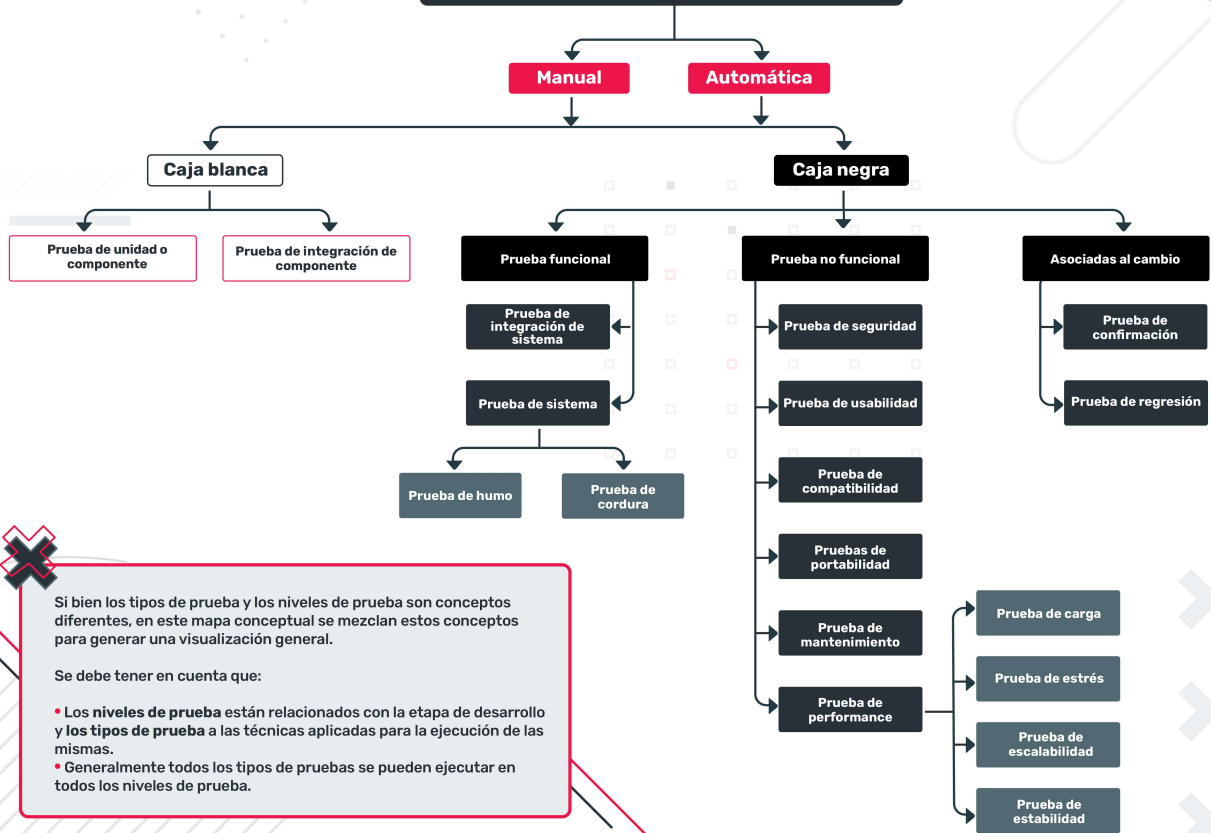 Manual
Automática
Caja blanca
Caja negra
Prueba de unidad o
componente
Prueba de integración de
componente
Prueba funcional
Prueba no funcional
Asociadas al cambio
Prueba de
integración de
sistema
Prueba de seguridad
Prueba de
confirmación
Prueba de sistema
Prueba de usabilidad
Prueba de regresión
Prueba de humo
Prueba de
cordura
Prueba de
compatibilidad
Pruebas de
portabilidad
Prueba de
mantenimiento
Prueba de
performance
Prueba de carga
Prueba de estrés
Prueba de
escalabilidad
Prueba de
estabilidad
Si bien los tipos de prueba y los niveles de prueba son conceptos
diferentes, en este mapa conceptual se mezclan estos conceptos
para generar una visualización general.
Se debe tener en cuenta que:
• Los niveles de prueba están relacionados con la etapa de desarrollo
y los tipos de prueba a las técnicas aplicadas para la ejecución de las
mismas.
• Generalmente todos los tipos de pruebas se pueden ejecutar en
todos los niveles de prueba.